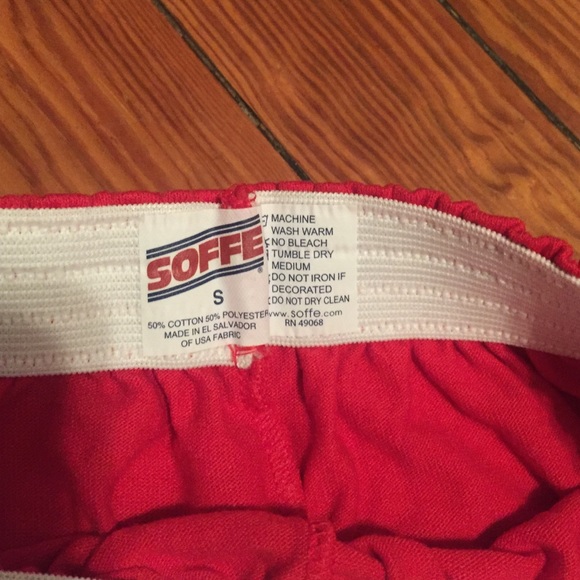 SOFFE
®
S
50% COTTON 50% POLYESTER
MADE IN EL SALVADOR
OF USA FABRIC
MACHINE
WASH WARM
NO BLEACH
TUMBLE DRY
MEDIUM
DO NOT IRON IF
DECORATED
DO NOT DRY CLEAN
www.soffe.com
RN 49068